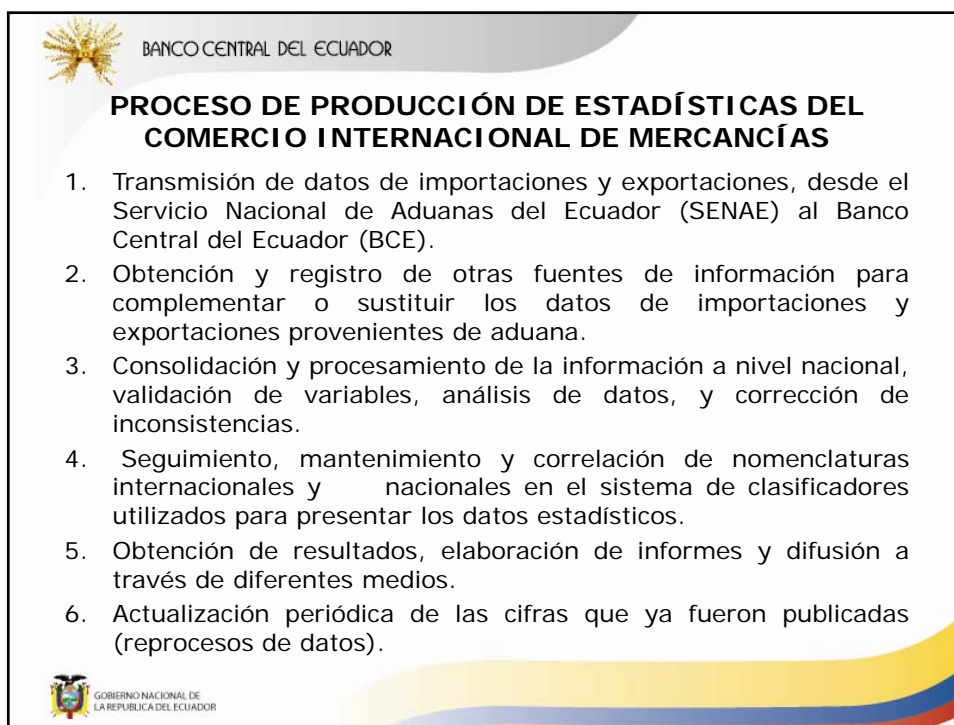 BANCO CENTRAL DEL ECUADOR
PROCESO DE PRODUCCIÓN DE ESTADÍSTICAS DEL
COMERCIO INTERNACIONAL DE MERCANCÍAS
1. Transmisión de datos de importaciones y exportaciones, desde el
Servicio Nacional de Aduanas del Ecuador (SENAE) al Banco
Central del Ecuador (BCE).
2. Obtención y registro de otras fuentes de información para
complementar o sustituir los datos de importaciones y
exportaciones provenientes de aduana.
3. Consolidación y procesamiento de la información a nivel nacional,
validación de variables, análisis de datos, y corrección de
inconsistencias.
4. Seguimiento, mantenimiento y correlación de nomenclaturas
internacionales y nacionales en el sistema de clasificadores
utilizados para presentar los datos estadísticos.
5. Obtención de resultados, elaboración de informes y difusión a
través de diferentes medios.
6. Actualización periódica de las cifras que ya fueron publicadas
(reprocesos de datos).
GOBIERNO NACIONAL DE
LA REPUBLICA DEL ECUADOR